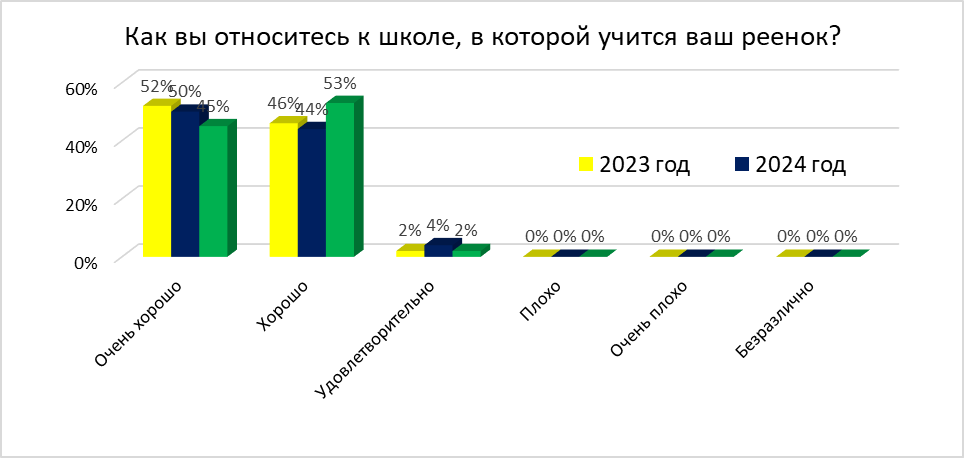 Как вы относитесь к школе, в которой учится ваш реенок?
60%
40%
20%
0%
52%
50%
45%
46%
44%
53%
2%
4%
2%
0% 0% 0%
0% 0% 0%
0% 0% 0%
2023 год
2024 год
Очень хорошо
Хорошо
Удовлетворительно
Плохо
Очень плохо
Безразлично